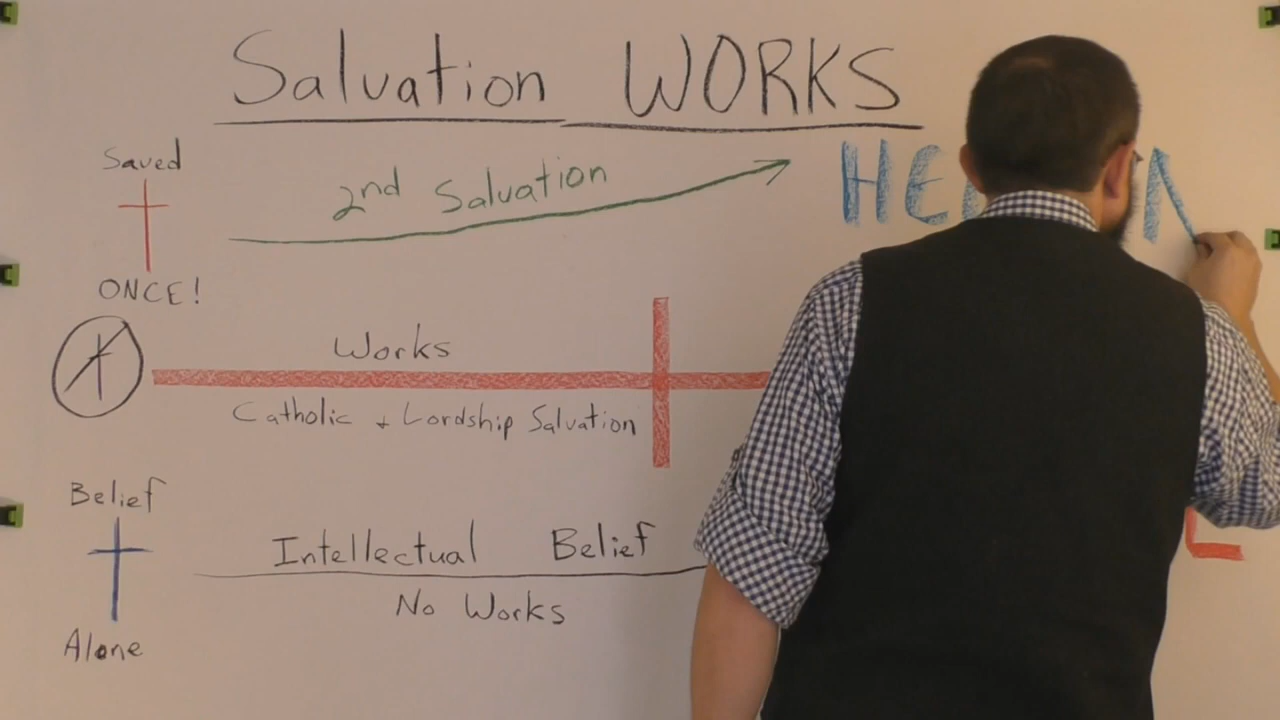 Salvation WORKS
Saved
2nd Salvation
ONCE!
Works
Catholic + Lordship Salvation
Belief
Intellectual Belief
No Works
Alone